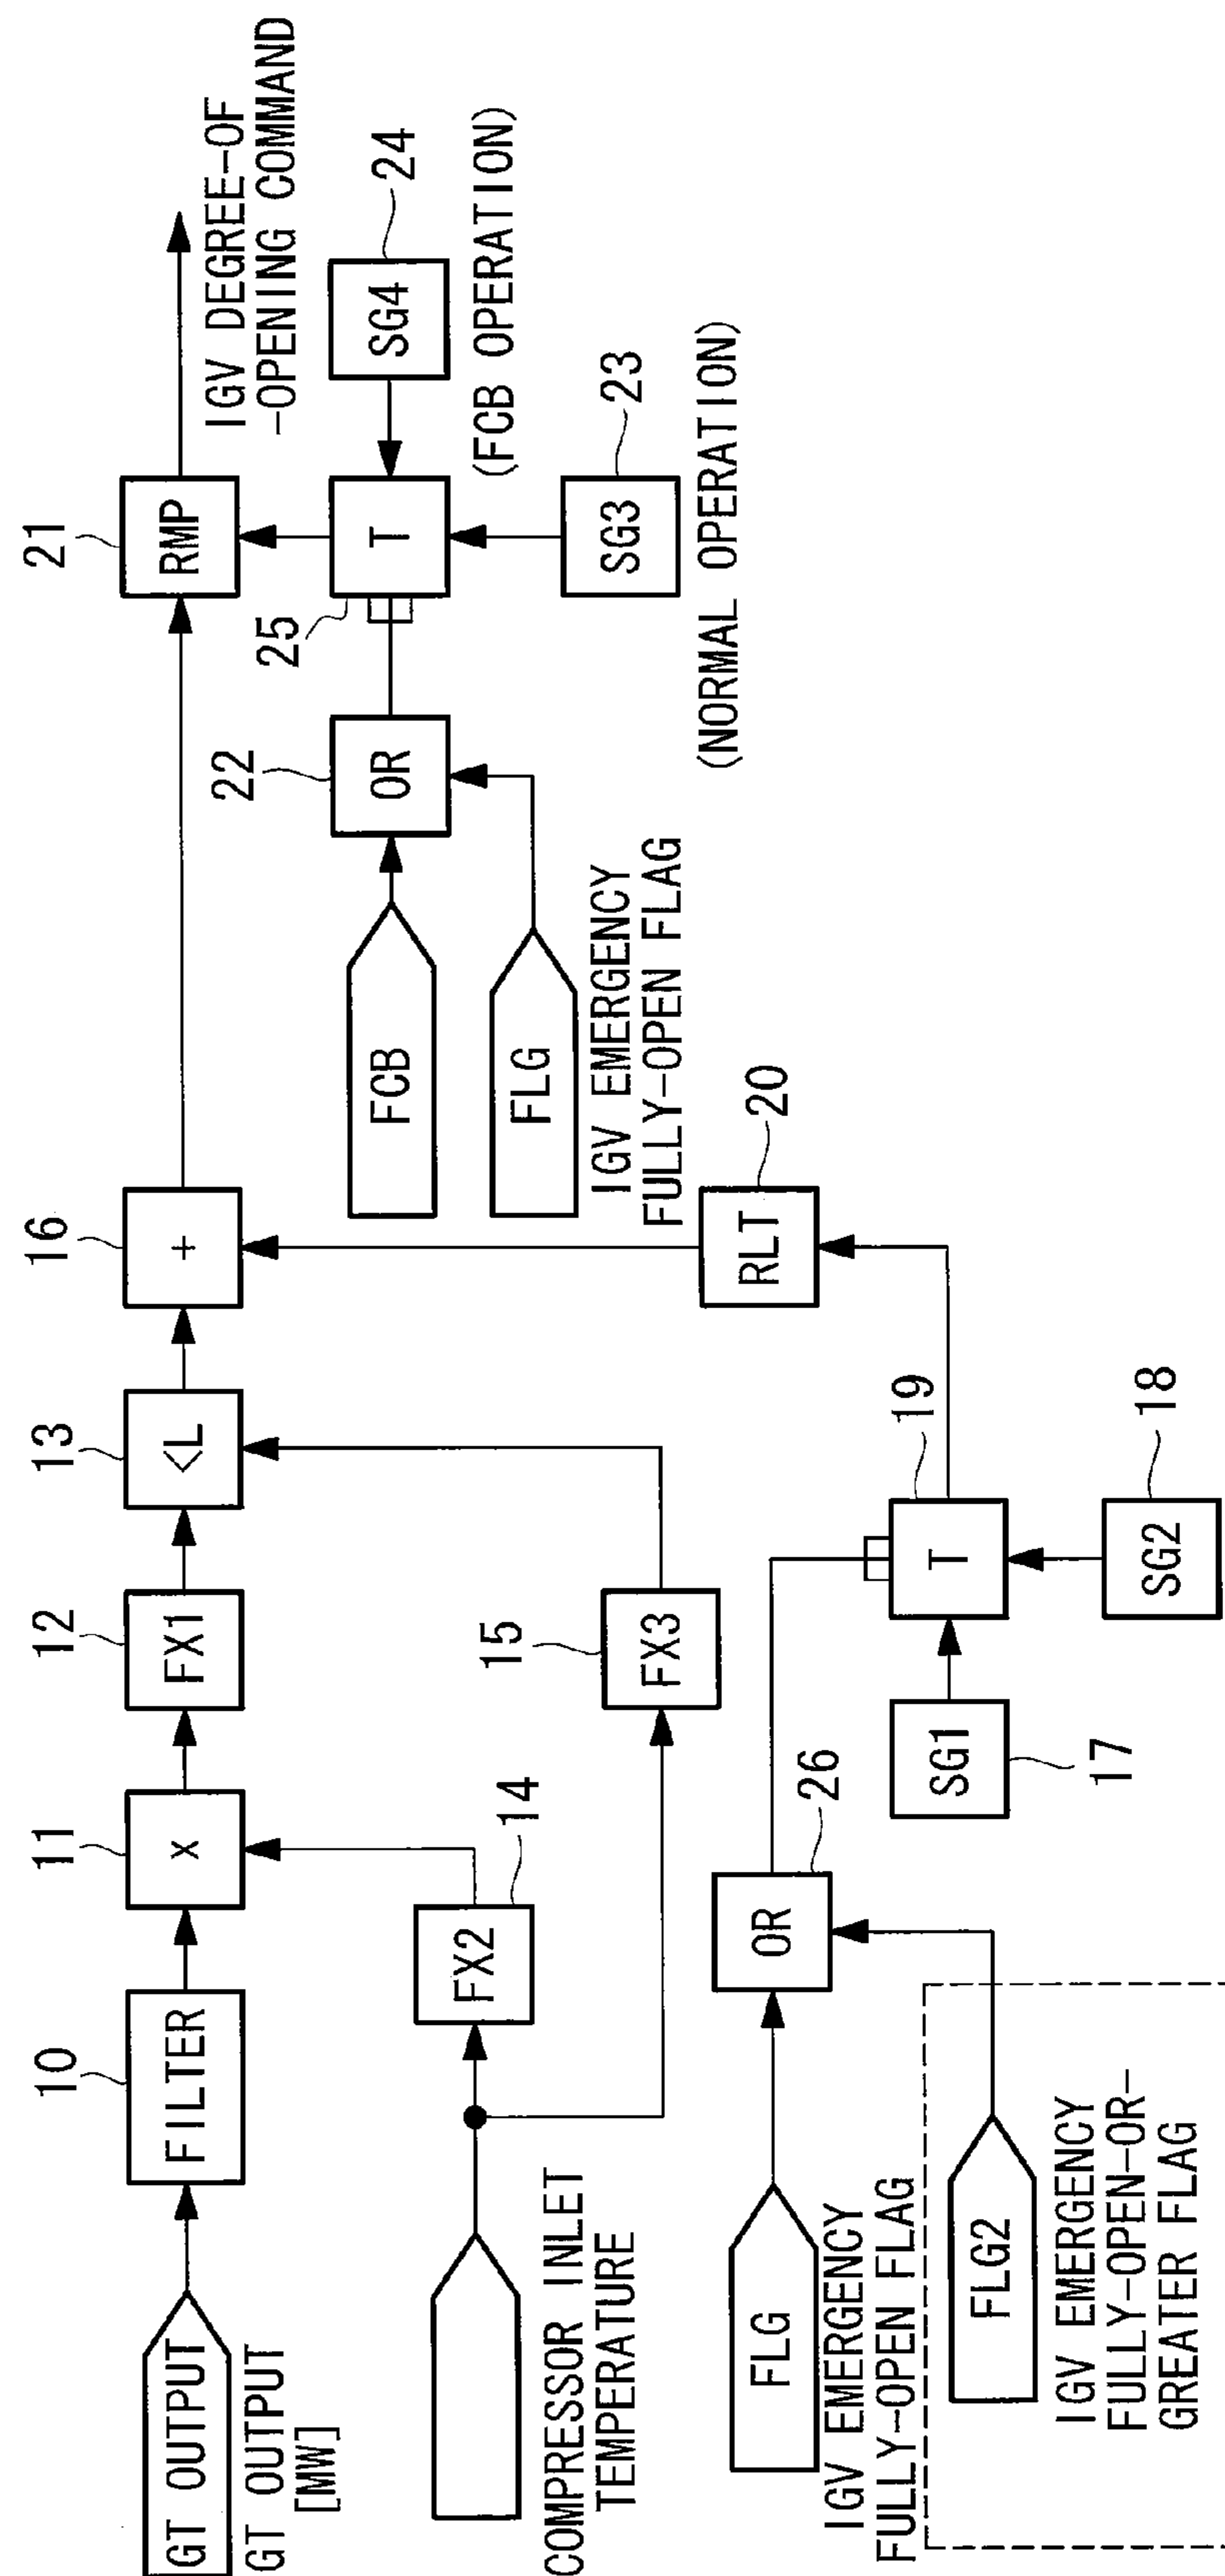 GT OUTPUT
GT OUTPUT
[MW]
10
FILTER
11
x
12
FX1
13
<L
16
+
21
RMP
IGV DEGREE-OF
-OPENING COMMAND
COMPRESSOR INLET
TEMPERATURE
14
FX2
15
FX3
FCB
FLG
IGV EMERGENCY
FULLY-OPEN FLAG
22
OR
25
T
24
SG4
(FCB OPERATION)
23
SG3
(NORMAL OPERATION)
20
RLT
FLG
IGV EMERGENCY
FULLY-OPEN FLAG
FLG2
IGV EMERGENCY
FULLY-OPEN-OR-
GREATER FLAG
26
OR
17
SG1
19
T
18
SG2